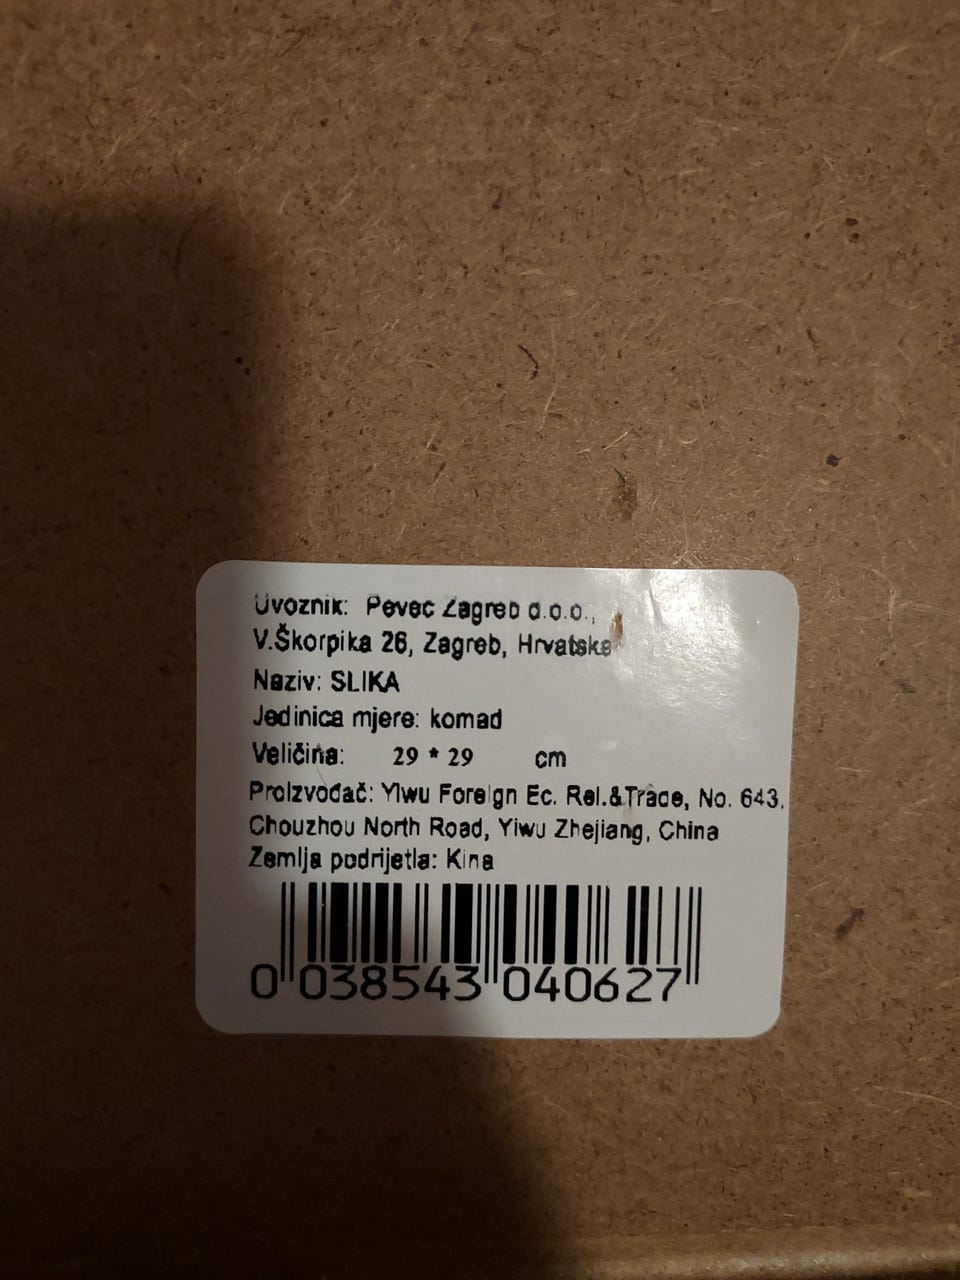 Uvoznik: Pevec Zagreb d.o.o.,
V.Škorpika 26, Zagreb, Hrvatska
Naziv: SLIKA
Jedinica mjere: komad
Veličina: 29 * 29 cm
Proizvođač: Yiwu Foreign Ec. Rel.&Trade, No. 643,
Chouzhou North Road, Yiwu Zhejiang, China
Zemlja podrijetla: Kina
0 038543 040627